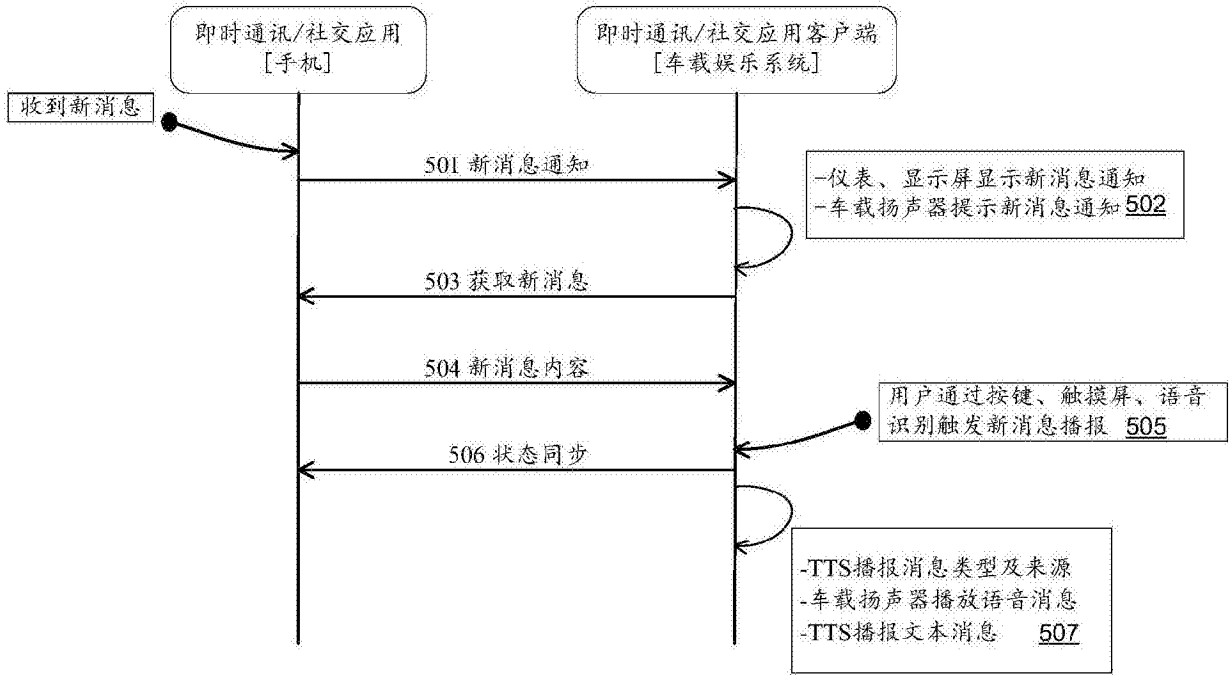 即时通讯/社交应用
[手机]
即时通讯/社交应用客户端
[车载娱乐系统]
收到新消息
501 新消息通知
-仪表、显示屏显示新消息通知
-车载扬声器提示新消息通知502
503 获取新消息
504 新消息内容
用户通过按键、触摸屏、语音
识别触发新消息播报 505
506 状态同步
-TTS播报消息类型及来源
-车载扬声器播放语音消息
-TTS播报文本消息 507